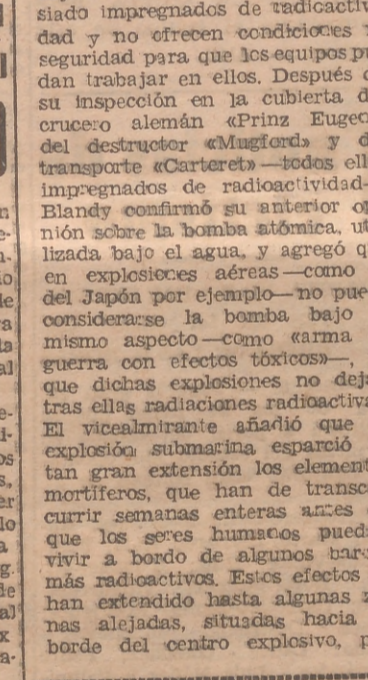 siado impregnados de radioactiv
dad y no ofrecen condiciones
seguridad para que los equipos pu
dan trabajar en ellos. Después
su inspección en la cubierta d
crucero alemán «Prinz Eugen
del destructor «Mugford» y d
transporte «Carteret» —todos ell
impregnados de radioactividad—
Blandy confirmó su anterior op
nión sobre la bomba atómica, ut
lizada bajo el agua, y agregó q
en explosiones aéreas —como
del Japón por ejemplo— no pue
considerarse la bomba bajo
mismo aspecto —como «arma
guerra con efectos tóxicos»—,
que dichas explosiones no deja
tras ellas radiaciones radioactiva
El vicealmirante añadió que
explosión submarina esparció
tan gran extensión los element
mortíferos, que han de transc
currir semanas enteras antes
que los seres humanos pued
vivir a bordo de algunos barc
más radioactivos. Estos efectos
han extendido hasta algunas z
nas alejadas, situadas hacia
borde del centro explosivo, p